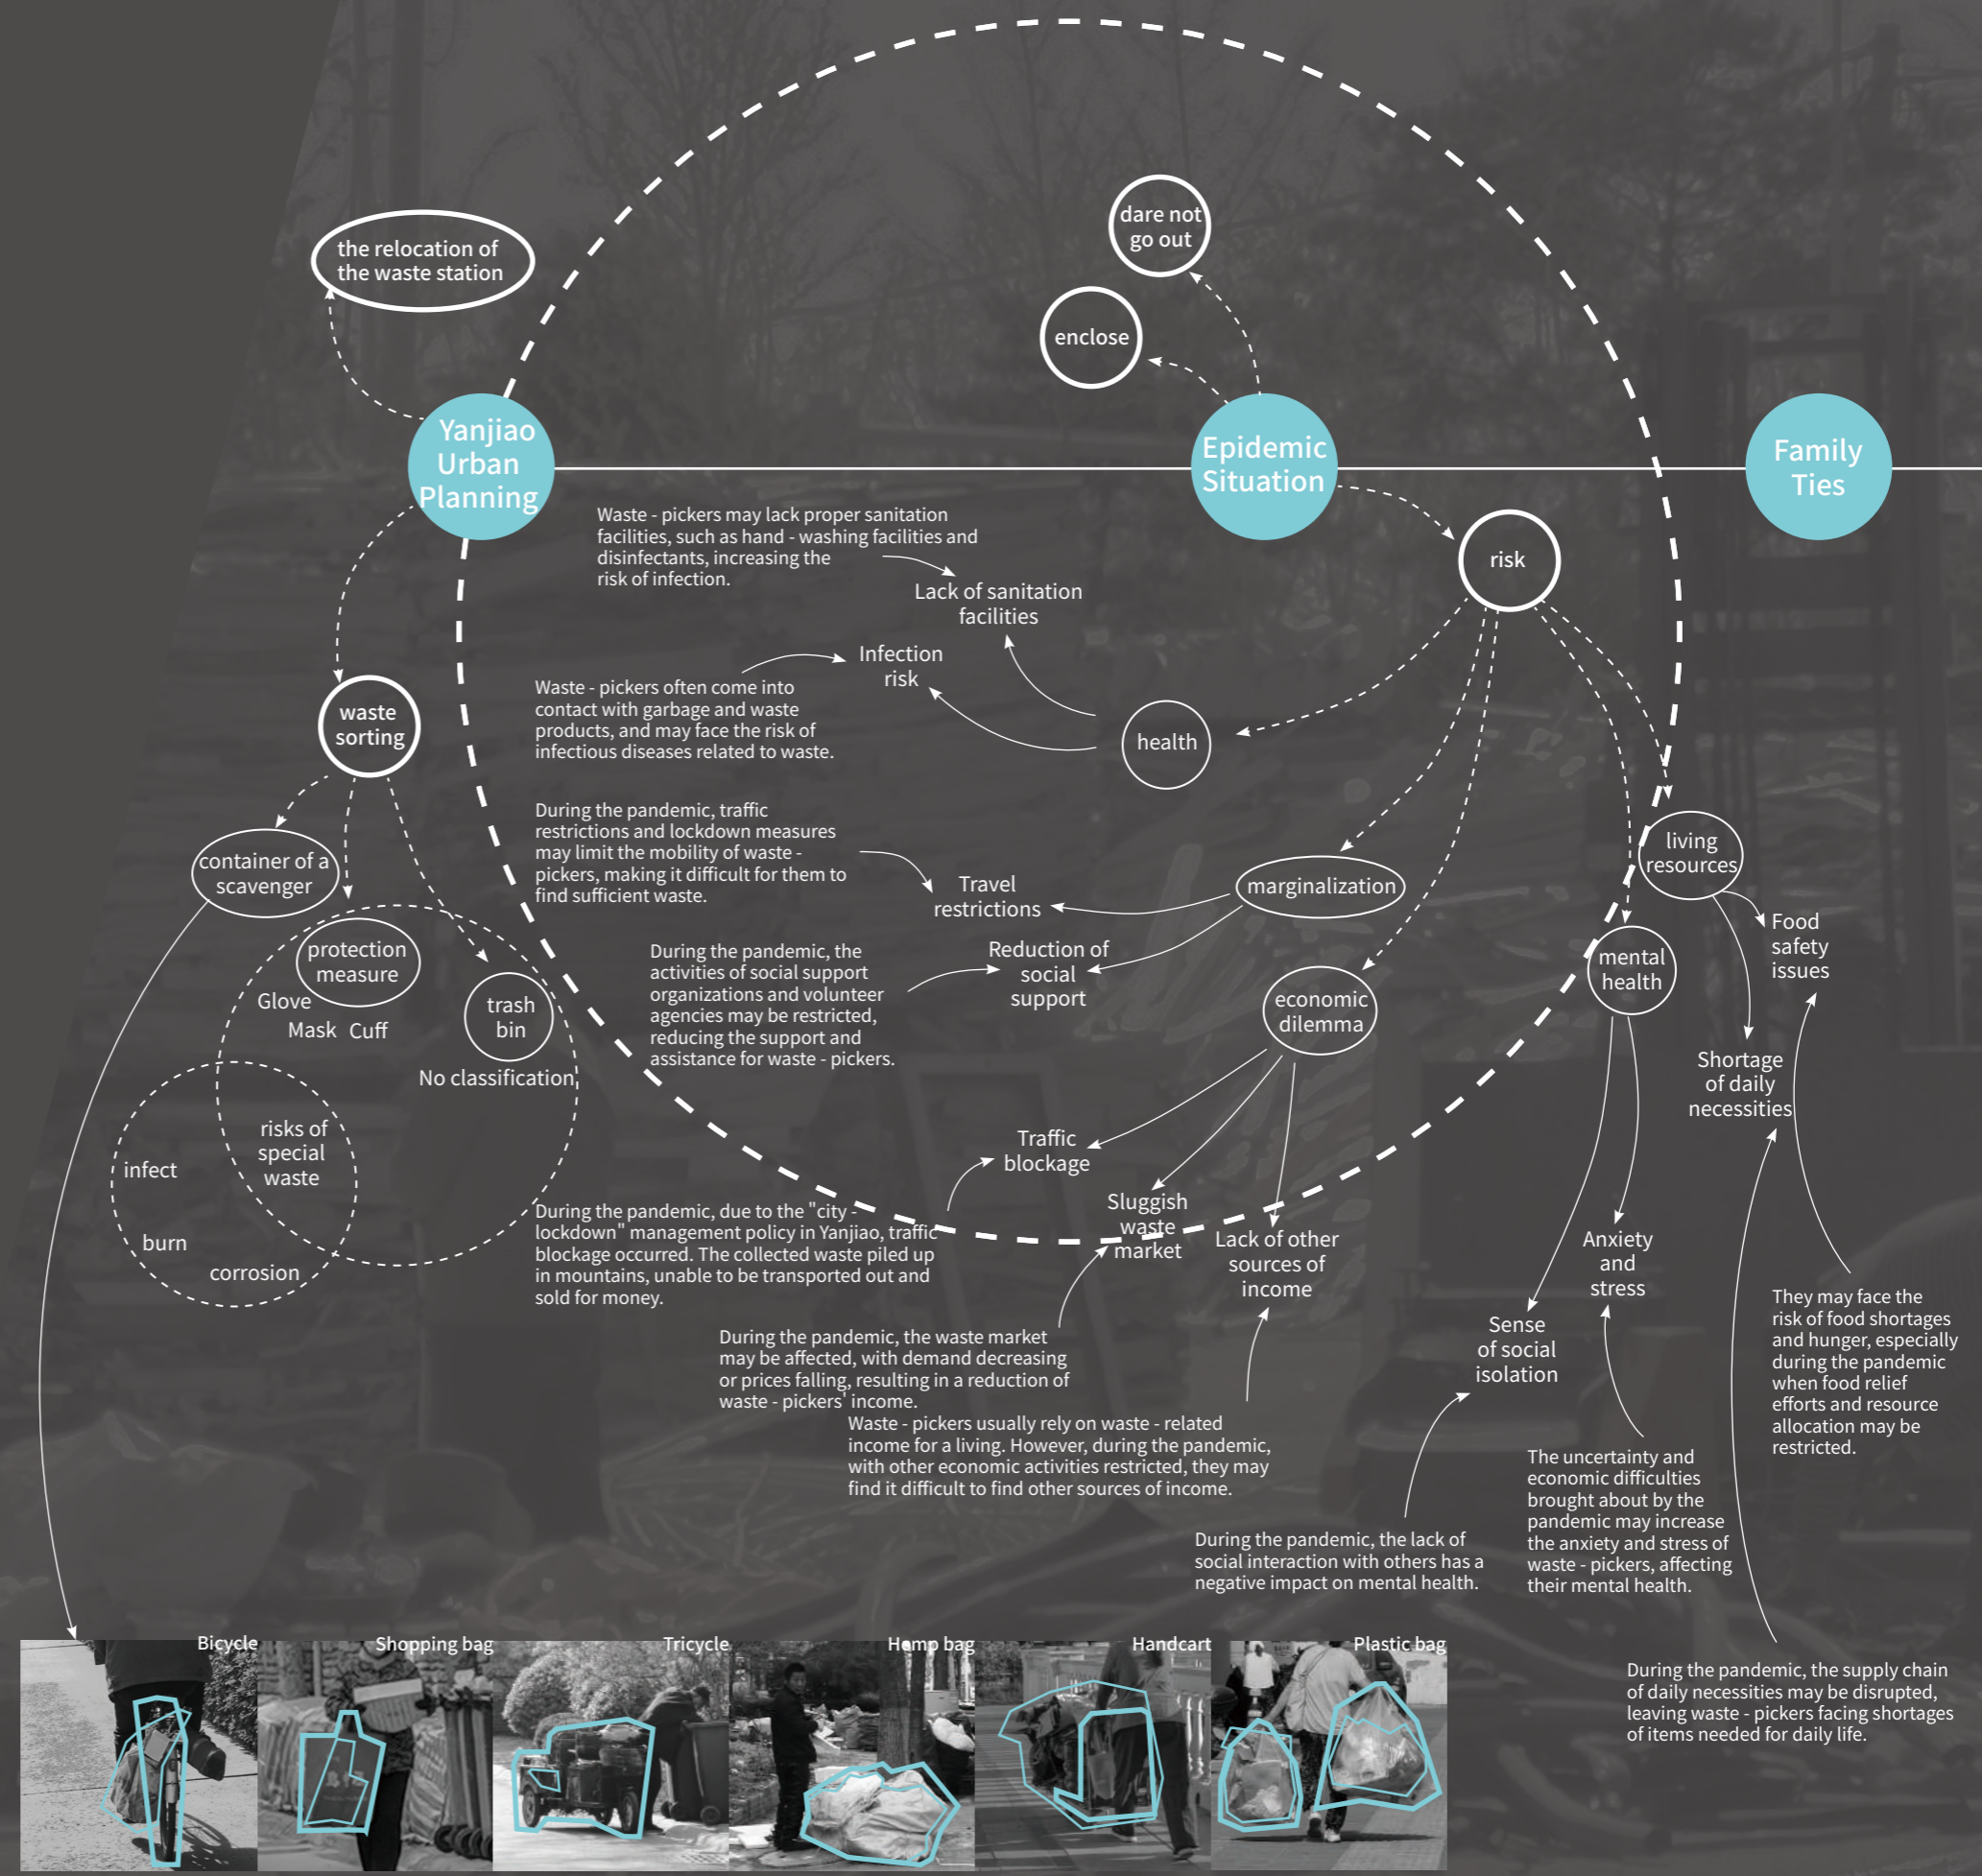 dare not
go out
the relocation of
the waste station
enclose
Yanjiao
Urban
Planning
Epidemic
Situation
Family
Ties
Waste - pickers may lack proper sanitation
facilities, such as hand - washing facilities and
disinfectants, increasing the
risk of infection.
risk
Lack of sanitation
facilities
Infection
risk
Waste - pickers often come into
contact with garbage and waste
products, and may face the risk of
infectious diseases related to waste.
health
waste
sorting
During the pandemic, traffic
restrictions and lockdown measures
may limit the mobility of waste -
pickers, making it difficult for them to
find sufficient waste.
Travel
restrictions
marginalization
living
resources
container of a
scavenger
Food
safety
issues
protection
measure
Glove
Mask Cuff
trash
bin
No classification
During the pandemic, the
activities of social support
organizations and volunteer
agencies may be restricted,
reducing the support and
assistance for waste - pickers.
Reduction of
social
support
economic
dilemma
mental
health
Shortage
of daily
necessities
risks of
special
waste
infect
burn
corrosion
Traffic
blockage
Sluggish
waste
market
Lack of other
sources of
income
Anxiety
and
stress
During the pandemic, due to the "city -
lockdown" management policy in Yanjiao, traffic
blockage occurred. The collected waste piled up
in mountains, unable to be transported out and
sold for money.
Sense
of social
isolation
They may face the
risk of food shortages
and hunger, especially
during the pandemic
when food relief
efforts and resource
allocation may be
restricted.
During the pandemic, the waste market
may be affected, with demand decreasing
or prices falling, resulting in a reduction of
waste - pickers' income.
Waste - pickers usually rely on waste - related
income for a living. However, during the pandemic,
with other economic activities restricted, they may
find it difficult to find other sources of income.
The uncertainty and
economic difficulties
brought about by the
pandemic may increase
the anxiety and stress of
waste - pickers, affecting
their mental health.
During the pandemic, the lack of
social interaction with others has a
negative impact on mental health.
During the pandemic, the supply chain
of daily necessities may be disrupted,
leaving waste - pickers facing shortages
of items needed for daily life.
Bicycle
Shopping bag
Tricycle
Hemp bag
Handcart
Plastic bag